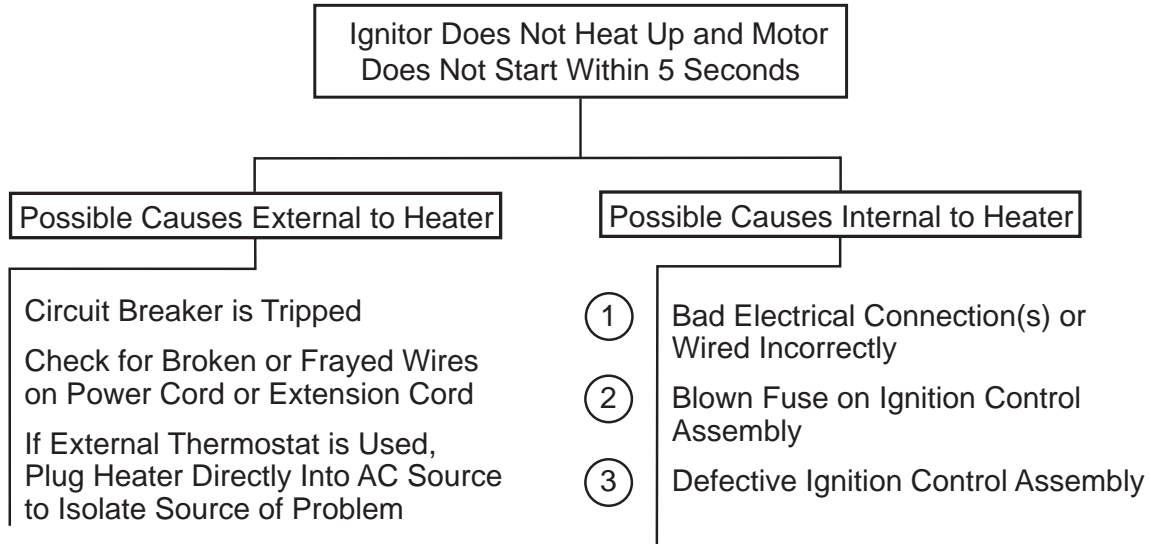 Ignitor Does Not Heat Up and Motor
Does Not Start Within 5 Seconds
Possible Causes External to Heater
Circuit Breaker is Tripped
Check for Broken or Frayed Wires
on Power Cord or Extension Cord
If External Thermostat is Used,
Plug Heater Directly Into AC Source
to Isolate Source of Problem
Possible Causes Internal to Heater
1 Bad Electrical Connection(s) or
Wired Incorrectly
2 Blown Fuse on Ignition Control
Assembly
3 Defective Ignition Control Assembly